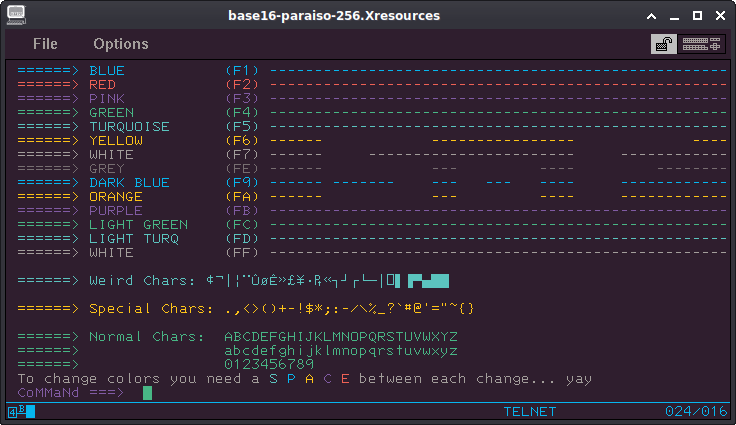 base16-paraiso-256.Xresources
File Options
======> BLUE (F1) ---------------------------------------------------
======> RED (F2) ---------------------------------------------------
======> PINK (F3) ---------------------------------------------------
======> GREEN (F4) ---------------------------------------------------
======> TURQUOISE (F5) ---------------------------------------------------
======> YELLOW (F6) ------            ----------------             ----
======> WHITE (F7) ------     ---------------------     ------------
======> GREY (FE) ------            ---         ----
======> DARK BLUE (F9) ------ -------    ---   ---  ----     ------------
======> ORANGE (FA) ------            ---         ----     ------------
======> PURPLE (FB) ---------------------------------------------------
======> LIGHT GREEN (FC) ---------------------------------------------------
======> LIGHT TURQ (FD) ---------------------------------------------------
======> WHITE (FF) ---------------------------------------------------
======> Weird Chars: ¢¬|¦¨ÛøÊ»£¥·₧«┐┘┌└─│
======> Special Chars: .,<>()+-!$*;:-/\%_?`#@'="~{}
======> Normal Chars: ABCDEFGHIJKLMNOPQRSTUVWXYZ
======> abcdefghijklmnopqrstuvwxyz
======> 0123456789
To change colors you need a S P A C E between each change... yay
CoMMaNd ===>
4 B TELNET 024/016